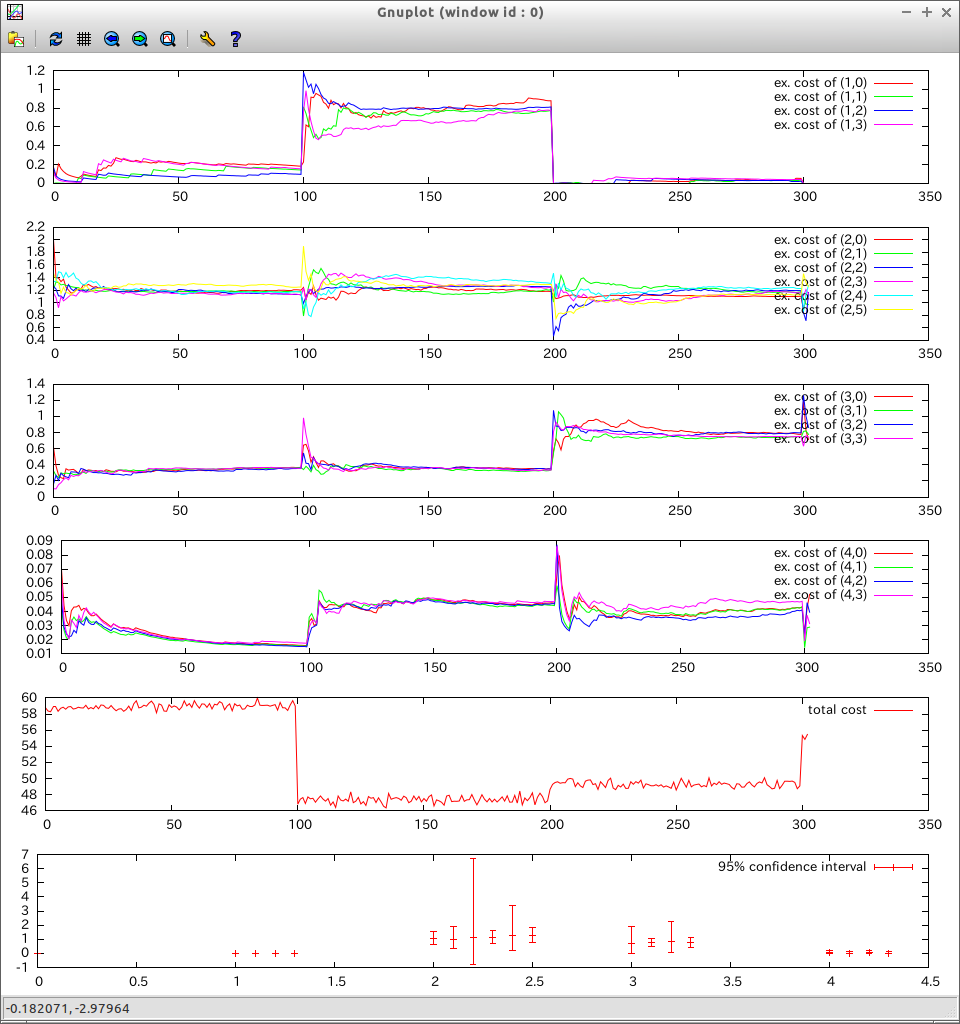 Gnuplot (window id : 0)
1.2
1
0.8
0.6
0.4
0.2
0
ex. cost of (1,0)
ex. cost of (1,1)
ex. cost of (1,2)
ex. cost of (1,3)
0 50 100 150 200 250 300 350
2.2
2
1.8
1.6
1.4
1.2
1
0.8
0.6
0.4
ex. cost of (2,0)
ex. cost of (2,1)
ex. cost of (2,2)
ex. cost of (2,3)
ex. cost of (2,4)
ex. cost of (2,5)
0 50 100 150 200 250 300 350
1.4
1.2
1
0.8
0.6
0.4
0.2
0
ex. cost of (3,0)
ex. cost of (3,1)
ex. cost of (3,2)
ex. cost of (3,3)
0 50 100 150 200 250 300 350
0.09
0.08
0.07
0.06
0.05
0.04
0.03
0.02
0.01
ex. cost of (4,0)
ex. cost of (4,1)
ex. cost of (4,2)
ex. cost of (4,3)
0 50 100 150 200 250 300 350
60
58
56
54
52
50
48
46
total cost
0 50 100 150 200 250 300 350
7
6
5
4
3
2
1
0
-1
95% confidence interval
0 0.5 1 1.5 2 2.5 3 3.5 4 4.5
-0.182071, -2.97964